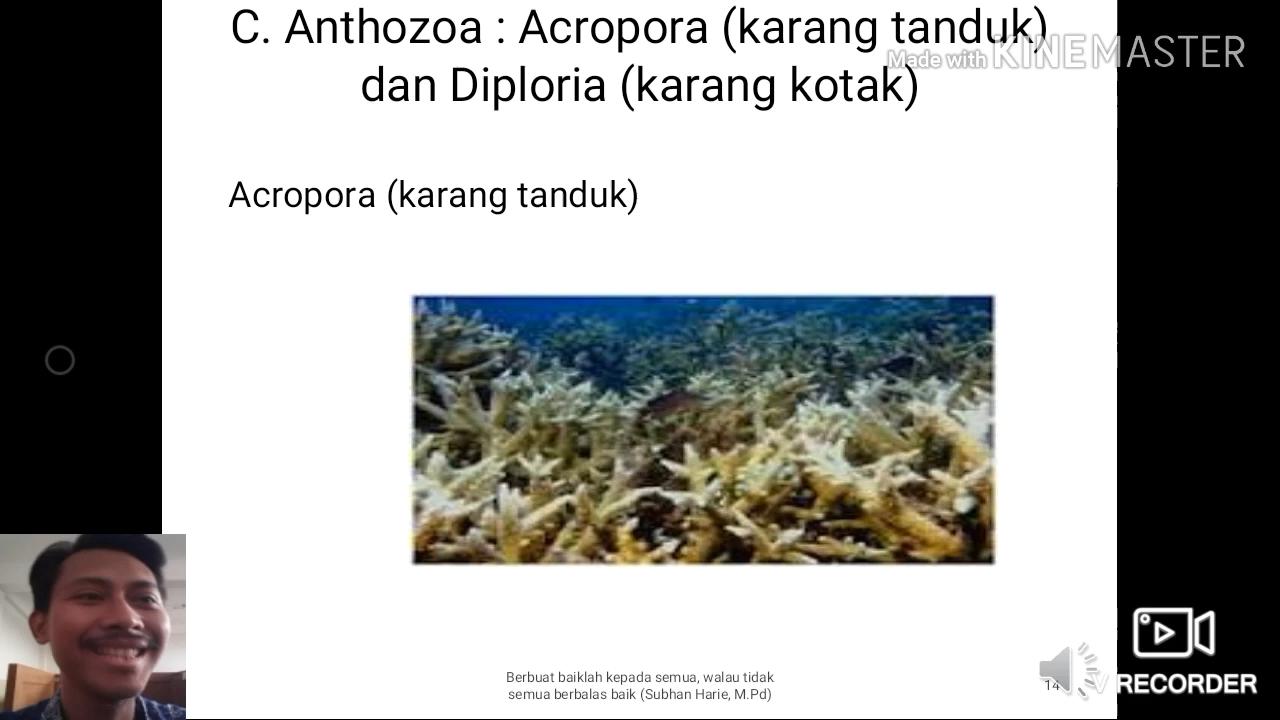 C. Anthozoa : Acropora (karang tanduk)
dan Diploria (karang kotak)
Made with KINEMASTER
Acropora (karang tanduk)
Berbuat baiklah kepada semua, walau tidak
semua berbalas baik (Subhan Harie, M.Pd)
14
V RECORDER